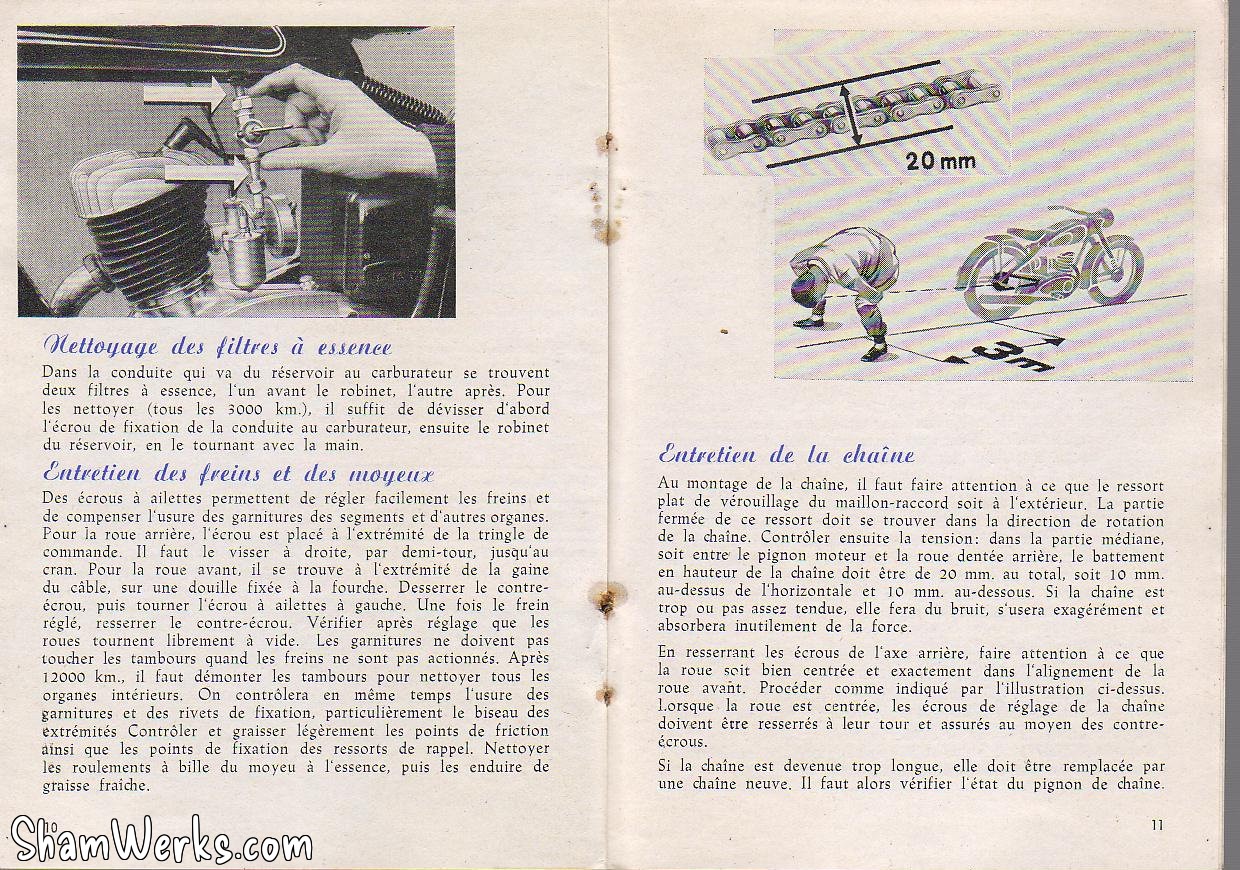 Nettoyage des filtres à essence
Dans la conduite qui va du réservoir au carburateur se trouvent
deux filtres à essence, l'un avant le robinet, l'autre après. Pour
les nettoyer (tous les 3000 km.), il suffit de dévisser d'abord
l'écrou de fixation de la conduite au carburateur, ensuite le robinet
du réservoir, en le tournant avec la main.
Entretien des freins et des moyeux
Des écrous à ailettes permettent de régler facilement les freins et
de compenser l'usure des garnitures des segments et d'autres organes.
Pour la roue arrière, l'écrou est placé à l'extrémité de la tringle de
commande. Il faut le visser à droite, par demi-tour, jusqu'au
cran. Pour la roue avant, il se trouve à l'extrémité de la gaine
du câble, sur une douille fixée à la fourche. Desserrer le contre-
écrou, puis tourner l'écrou à ailettes à gauche. Une fois le frein
réglé, resserrer le contre-écrou. Vérifier après réglage que les
roues tournent librement à vide. Les garnitures ne doivent pas
toucher les tambours quand les freins ne sont pas actionnés. Après
12000 km., il faut démonter les tambours pour nettoyer tous les
organes intérieurs. On contrôlera en même temps l'usure des
garnitures et des rivets de fixation, particulièrement le biseau des
extrémités Contrôler et graisser légèrement les points de friction
ainsi que les points de fixation des ressorts de rappel. Nettoyer
les roulements à bille du moyeu à l'essence, puis les enduire de
graisse fraîche.
ShamWerks.com
20 mm
3 m
Entretien de la chaîne
Au montage de la chaîne, il faut faire attention à ce que le ressort
plat de vérouillage du maillon-raccord soit à l'extérieur. La partie
fermée de ce ressort doit se trouver dans la direction de rotation
de la chaîne. Contrôler ensuite la tension: dans la partie médiane,
soit entre le pignon moteur et la roue dentée arrière, le battement
en hauteur de la chaîne doit être de 20 mm. au total, soit 10 mm.
au-dessus de l'horizontale et 10 mm. au-dessous. Si la chaîne est
trop ou pas assez tendue, elle fera du bruit, s'usera exagérément et
absorbera inutilement de la force.
En resserrant les écrous de l'axe arrière, faire attention à ce que
la roue soit bien centrée et exactement dans l'alignement de la
roue avant. Procéder comme indiqué par l'illustration ci-dessus.
Lorsque la roue est centrée, les écrous de réglage de la chaîne
doivent être resserrés à leur tour et assurés au moyen des contre-
écrous.
Si la chaîne est devenue trop longue, elle doit être remplacée par
une chaîne neuve. Il faut alors vérifier l'état du pignon de chaîne.
11